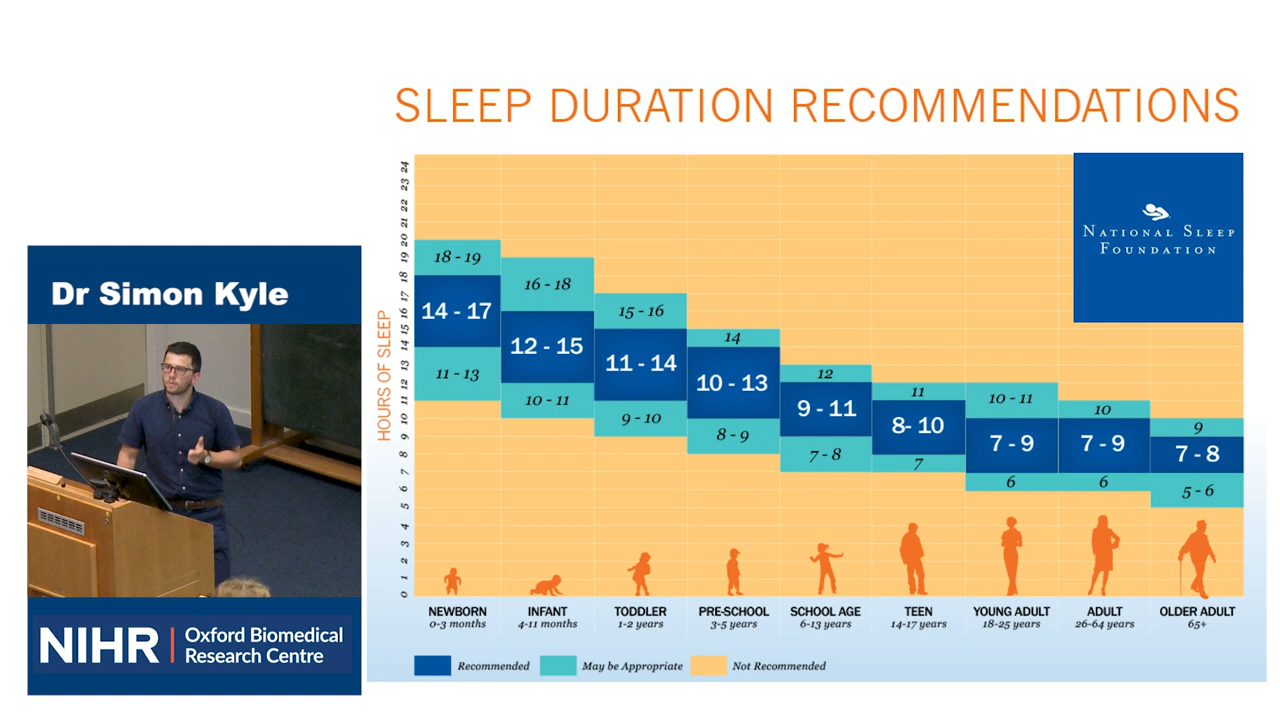 SLEEP DURATION RECOMMENDATIONS
Dr Simon Kyle
NIHR | Oxford Biomedical
Research Centre
NATIONAL SLEEP
FOUNDATION
HOURS OF SLEEP
24
23
22
21
20
19
18
17
16
15
14
13
12
11
10
9
8
7
6
5
4
3
2
1
0
18 - 19
14 - 17
11 - 13
16 - 18
12 - 15
10 - 11
15 - 16
11 - 14
9 - 10
14
10 - 13
8 - 9
12
9 - 11
7 - 8
11
8- 10
7
10 - 11
7 - 9
6
10
7 - 9
6
9
7 - 8
5 - 6
NEWBORN
0-3 months
INFANT
4-11 months
TODDLER
1-2 years
PRE-SCHOOL
3-5 years
SCHOOL AGE
6-13 years
TEEN
14-17 years
YOUNG ADULT
18-25 years
ADULT
26-64 years
OLDER ADULT
65+
Recommended
May be Appropriate
Not Recommended